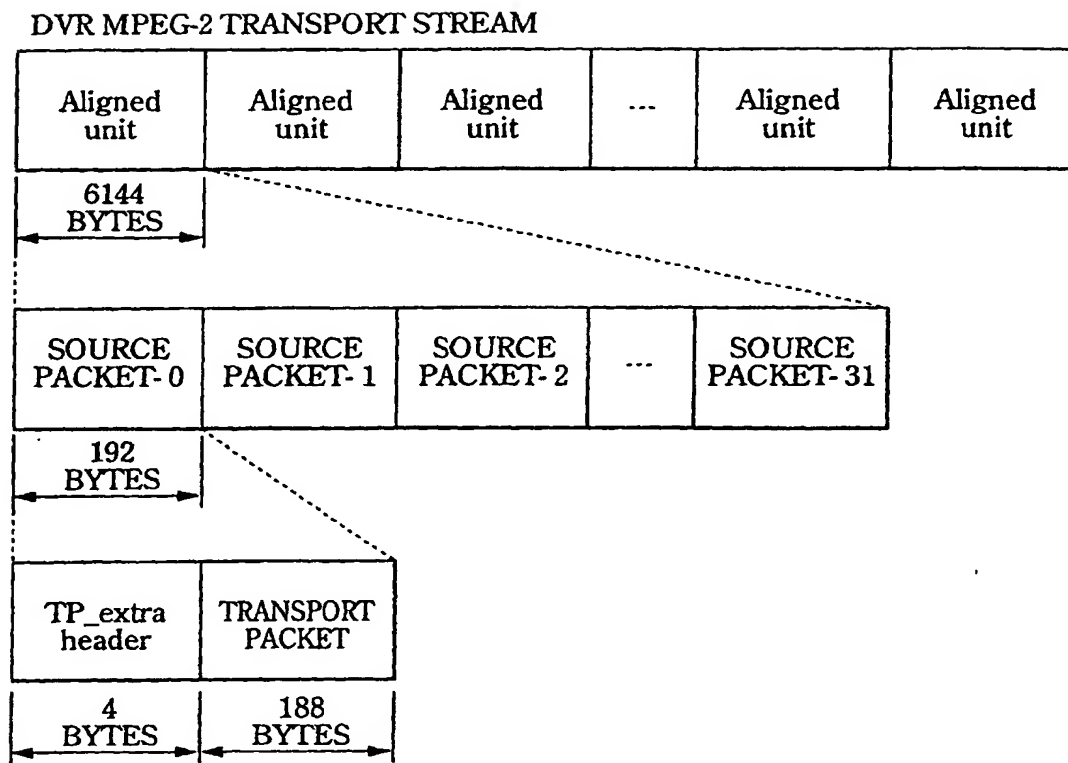 DVR MPEG-2 TRANSPORT STREAM
Aligned unit
Aligned unit
Aligned unit
---
Aligned unit
Aligned unit
6144
BYTES
SOURCE PACKET- 0
SOURCE PACKET- 1
SOURCE PACKET- 2
---
SOURCE PACKET- 31
192
BYTES
TP_extra header
TRANSPORT PACKET
4
BYTES
188
BYTES